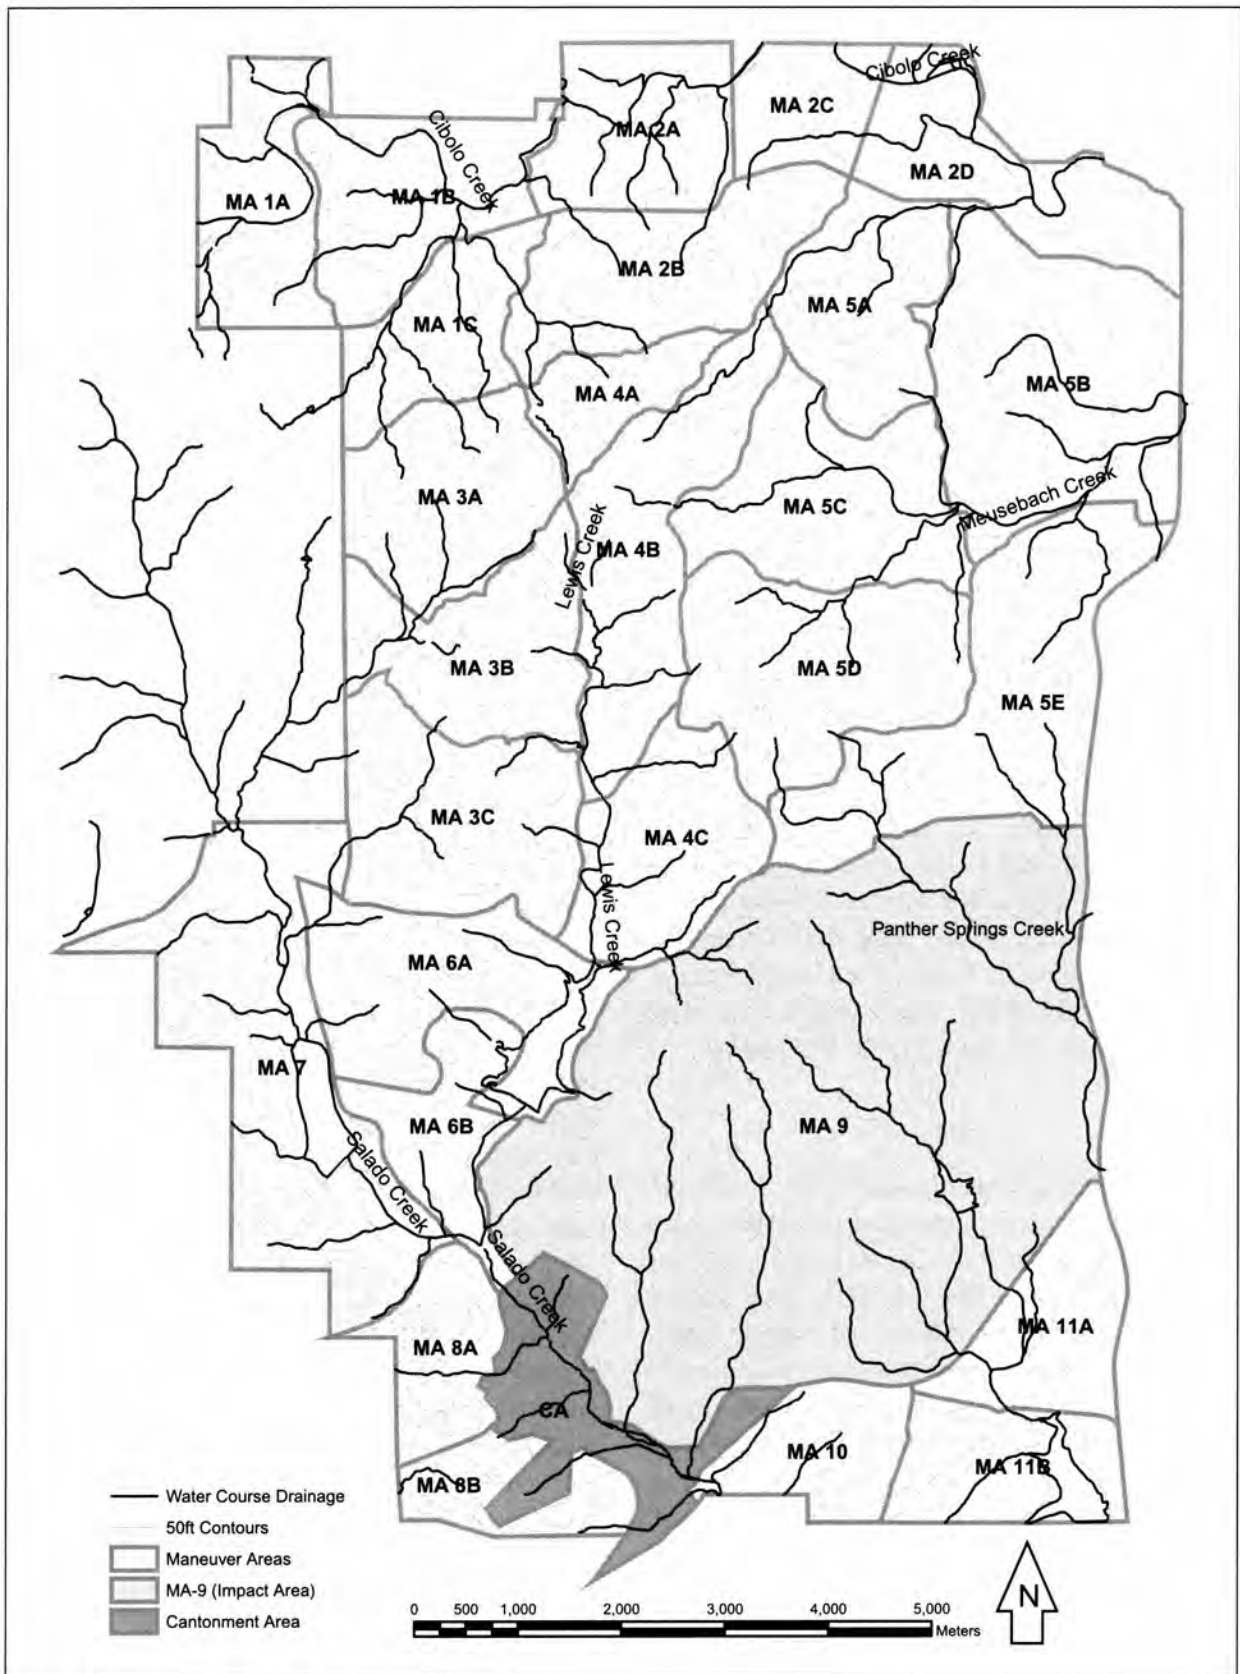 Cibolo Creek
MA 2C
Cibolo Creek
MA 2A
MA 2D
MA 1A
MA 1B
MA 2B
MA 5A
MA 1C
MA 5B
MA 4A
MA 3A
MA 5C
Meusebach Creek
Lewis Creek
MA 4B
MA 3B
MA 5D
MA 5E
MA 3C
MA 4C
Lewis Creek
Panther Springs Creek
MA 6A
MA 7
MA 6B
MA 9
Salado Creek
Salado Creek
MA 11A
MA 8A
CA
MA 10
MA 11B
MA 8B
Water Course Drainage
50ft Contours
Maneuver Areas
MA-9 (Impact Area)
Cantonment Area
0 500 1,000 2,000 3,000 4,000 5,000
Meters
N